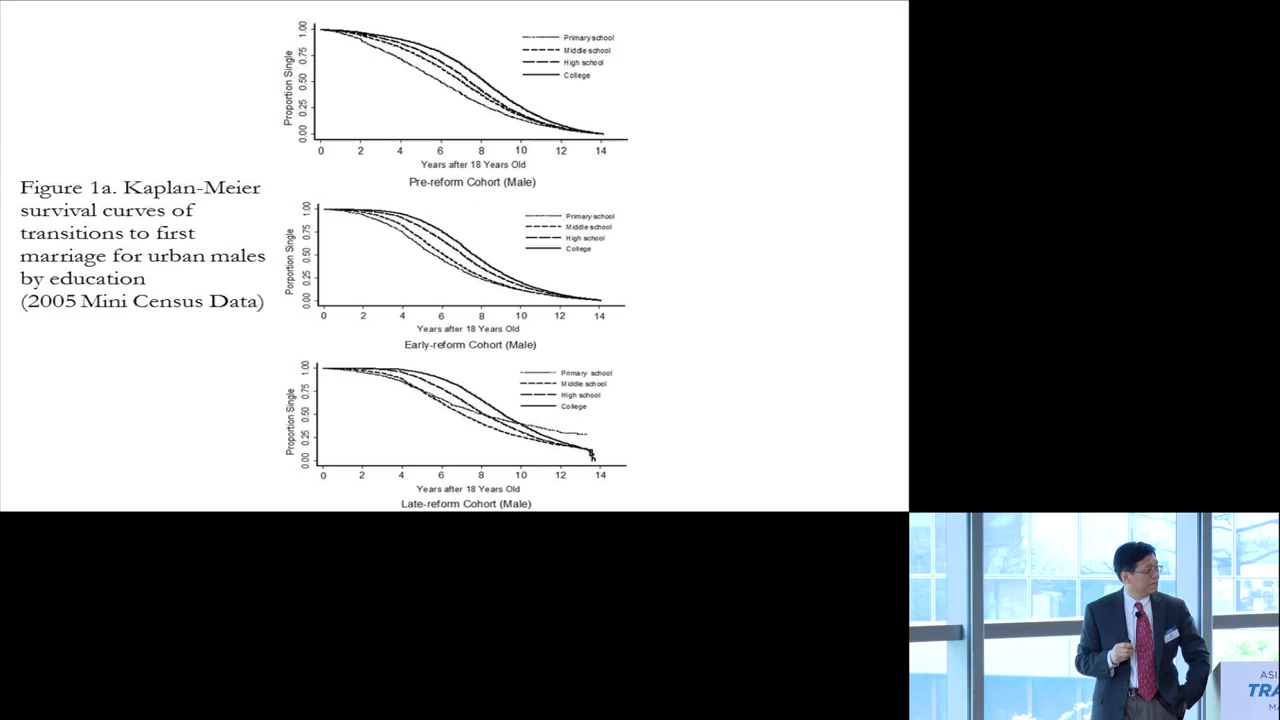 Figure 1a. Kaplan-Meier
survival curves of
transitions to first
marriage for urban males
by education
(2005 Mini Census Data)
Proportion Single
1.00
0.75
0.50
0.25
0.00
0 2 4 6 8 10 12 14
Years after 18 Years Old
Pre-reform Cohort (Male)
Primary school
Middle school
High school
College
Porportion Single
1.00
0.75
0.50
0.25
0.00
0 2 4 6 8 10 12 14
Years after 18 Years Old
Early-reform Cohort (Male)
Primary school
Middle school
High school
College
Proportion Single
1.00
0.75
0.50
0.25
0.00
0 2 4 6 8 10 12 14
Years after 18 Years Old
Late-reform Cohort (Male)
Primary school
Middle school
High school
College
ASI
TRA
MA